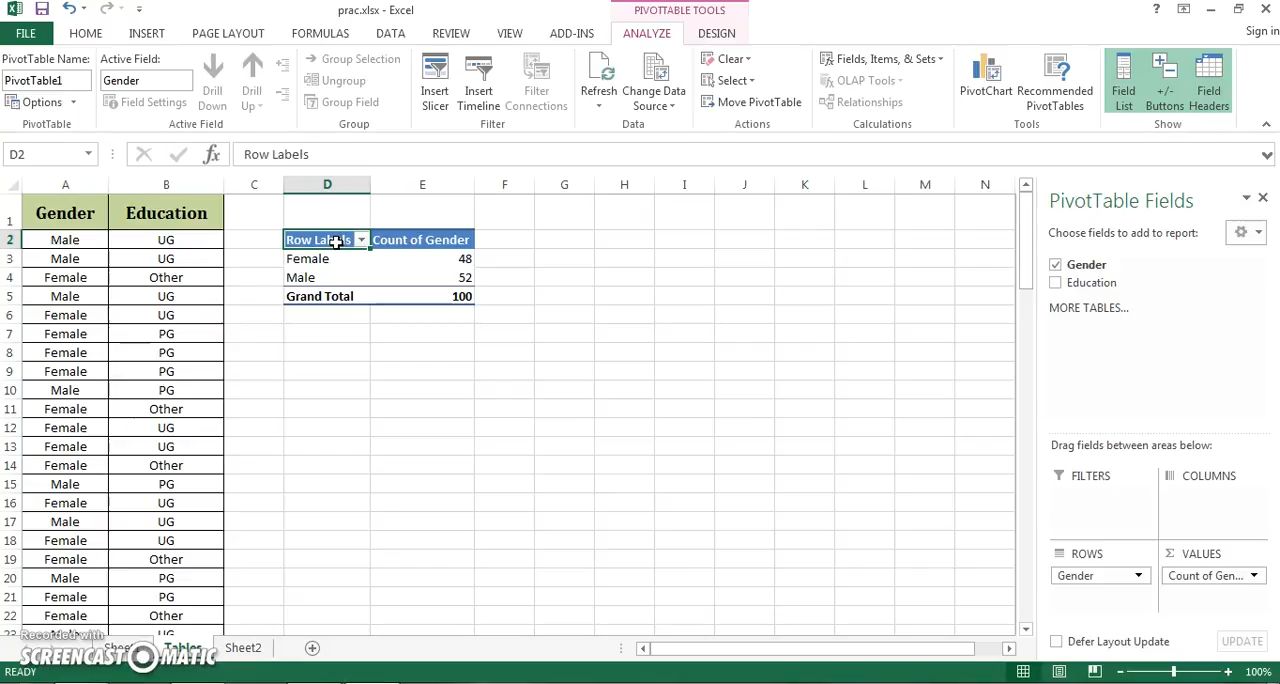 prac.xlsx - Excel
PIVOTTABLE TOOLS
?
FILE
HOME
INSERT
PAGE LAYOUT
FORMULAS
DATA
REVIEW
VIEW
ADD-INS
ANALYZE
DESIGN
Sign in
PivotTable Name:
PivotTable1
Options
PivotTable
Active Field:
Gender
Field Settings
Drill Down
Drill Up
Active Field
Group Selection
Ungroup
Group Field
Group
Insert Slicer
Insert Timeline
Filter Connections
Filter
Refresh
Change Data Source
Data
Clear
Select
Move PivotTable
Actions
Fields, Items, & Sets
OLAP Tools
Relationships
Calculations
PivotChart
Recommended PivotTables
Tools
Field List
+/- Buttons
Field Headers
Show
D2
fx
Row Labels
A B C D E F G H I J K L M N
1 Gender Education
2 Male UG Row Labels Count of Gender
3 Male UG Female 48
4 Female Other Male 52
5 Male UG Grand Total 100
6 Female UG
7 Female PG
8 Female PG
9 Female PG
10 Male PG
11 Female Other
12 Female UG
13 Female UG
14 Female Other
15 Male PG
16 Female UG
17 Male UG
18 Female UG
19 Female Other
20 Male PG
21 Female PG
22 Female Other
23 Male UG
PivotTable Fields
Choose fields to add to report:
Gender
Education
MORE TABLES...
Drag fields between areas below:
FILTERS
COLUMNS
ROWS
VALUES
Gender
Count of Gen...
Defer Layout Update
UPDATE
Tables
Sheet2
Recorded with
SCREENCAST-O-MATIC
READY
100%